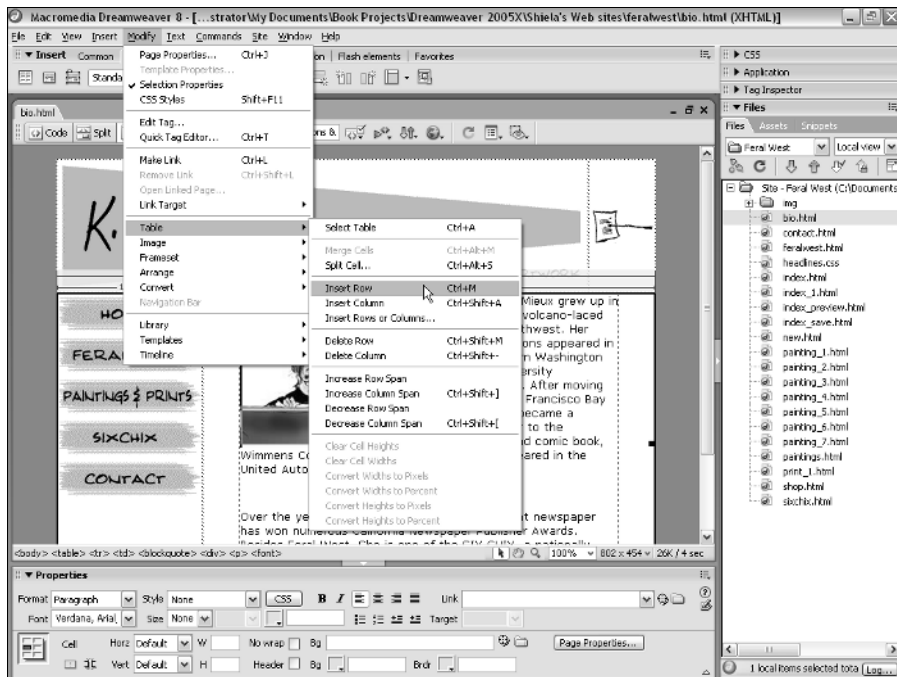 Macromedia Dreamweaver 8 - [...strator\My Documents\Book Projects\Dreamweaver 2005X\Shiela's Web sites\feralwest\bio.html (XHTML)]
File Edit View Insert Modify Text Commands Site Window Help
Insert Common
Flash elements Favorites
Page Properties... Ctrl+J
Template Properties...
Selection Properties
CSS Styles Shift+F11
Edit Tag...
Quick Tag Editor... Ctrl+T
Make Link Ctrl+L
Remove Link Ctrl+Shift+L
Open Linked Page...
Link Target
Table
Image
Frameset
Arrange
Convert
Navigation Bar
Library
Templates
Timeline
Select Table Ctrl+A
Merge Cells Ctrl+Alt+M
Split Cell... Ctrl+Alt+S
Insert Row Ctrl+M
Insert Column Ctrl+Shift+A
Insert Rows or Columns...
Delete Row Ctrl+Shift+M
Delete Column Ctrl+Shift+-
Increase Row Span
Increase Column Span Ctrl+Shift+]
Decrease Row Span
Decrease Column Span Ctrl+Shift+[
Clear Cell Heights
Clear Cell Widths
Convert Widths to Pixels
Convert Widths to Percent
Convert Heights to Pixels
Convert Heights to Percent
Standa
bio.html
Code Split
K.
HO
FERA
PAINTINGS & PRINTS
SIXCHIX
CONTACT
Mieux grew up in
volcano-laced
thwest. Her
ons appeared in
n Washington
ersity
. After moving
Francisco Bay
became a
r to the
nd comic book,
Wimmens Co
eared in the
United Auto
Over the ye
t newspaper
has won numerous California Newspaper Publisher Awards.
<body> <table> <tr> <td> <blockquote> <div> <p> <font>
100% 802 x 454 26K / 4 sec
Properties
Format Paragraph Style None CSS B I Link
Font Verdana, Arial, Size None Target
Cell Horz Default W No wrap Bg Page Properties...
Vert Default H Header Bg Brdr
CSS
Application
Tag Inspector
Files
Files Assets Snippets
Feral West Local view
Site - Feral West (C:\Documents
img
bio.html
contact.html
feralwest.html
headlines.css
index.html
index_1.html
index_preview.html
index_save.html
new.html
painting_1.html
painting_2.html
painting_3.html
painting_4.html
painting_5.html
painting_6.html
painting_7.html
paintings.html
print_1.html
shop.html
sixchix.html
1 local items selected tota Log...